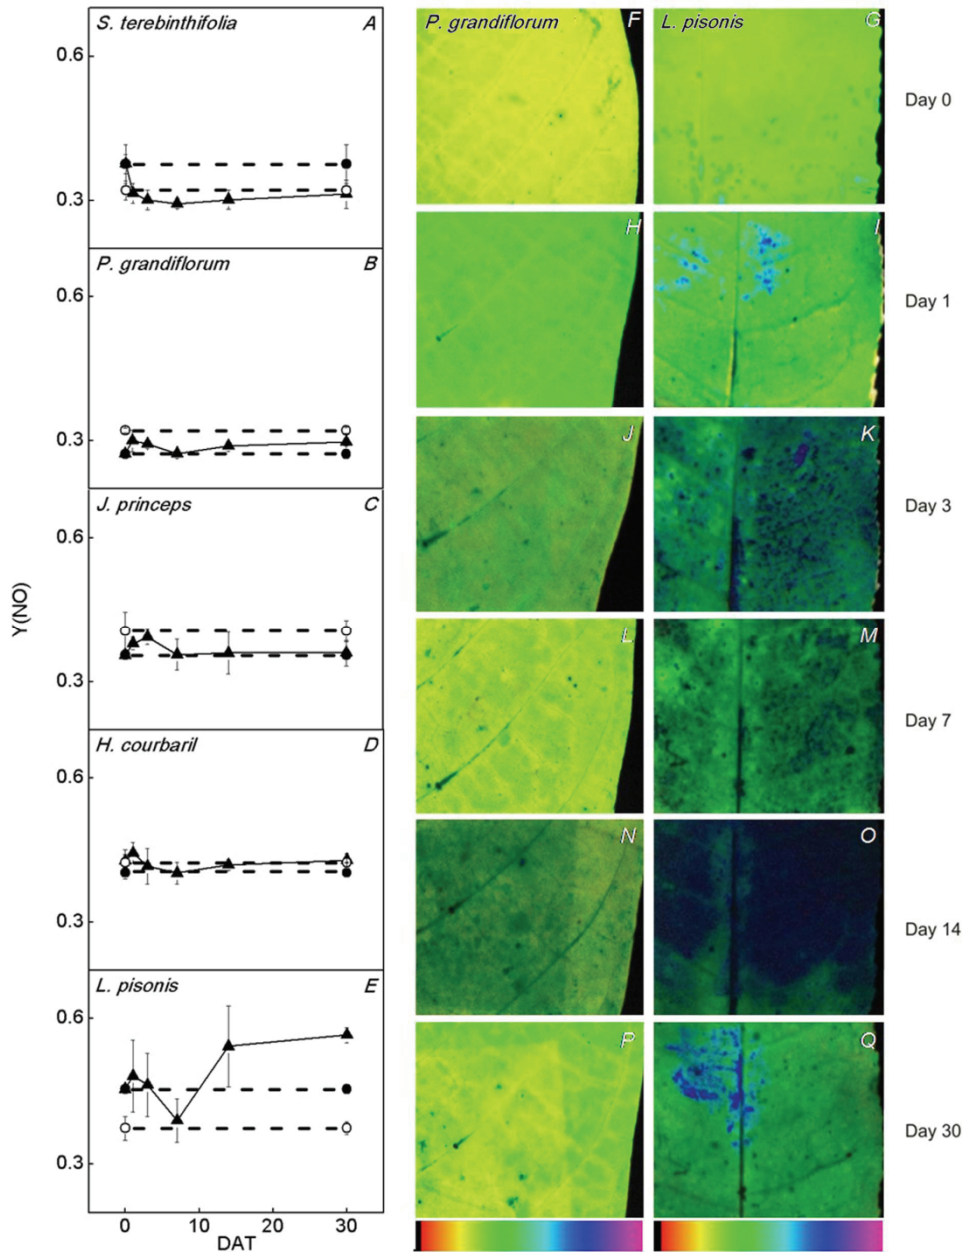 S. terebinthifolia A
0.6
0.3
P. grandiflorum B
0.6
0.3
J. princeps C
0.6
0.3
H. courbaril D
0.6
0.3
L. pisonis E
0.6
0.3
0 10 20 30
DAT
Y(NO)
P. grandiflorum F
L. pisonis G
Day 0
H
I
Day 1
J
K
Day 3
L
M
Day 7
N
O
Day 14
P
Q
Day 30